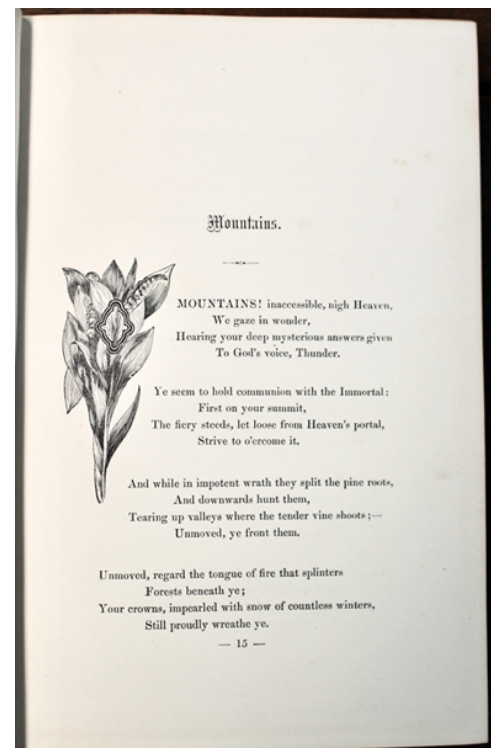 Mountains.
MOUNTAINS! inaccessible, nigh Heaven,
We gaze in wonder,
Hearing your deep mysterious answers given
To God's voice, Thunder.
Ye seem to hold communion with the Immortal:
First on your summit,
The fiery steeds, let loose from Heaven's portal,
Strive to o'ercome it.
And while in impotent wrath they split the pine roots,
And downwards hunt them,
Tearing up valleys where the tender vine shoots;—
Unmoved, ye front them.
Unmoved, regard the tongue of fire that splinters
Forests beneath ye;
Your crowns, impearled with snow of countless winters,
Still proudly wreathe ye.
— 15 —